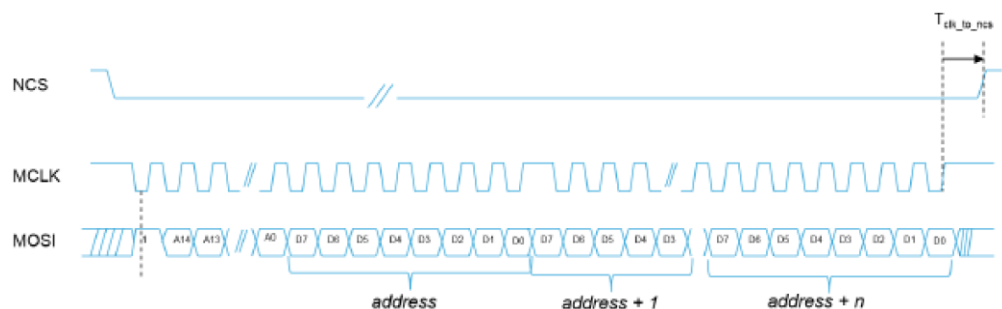 T_clk_to_ncs
NCS
MCLK
MOSI 1 A14 A13 A0 D7 D6 D5 D4 D3 D2 D1 D0 D7 D6 D5 D4 D3 D7 D6 D5 D4 D3 D2 D1 D0
address address + 1 address + n